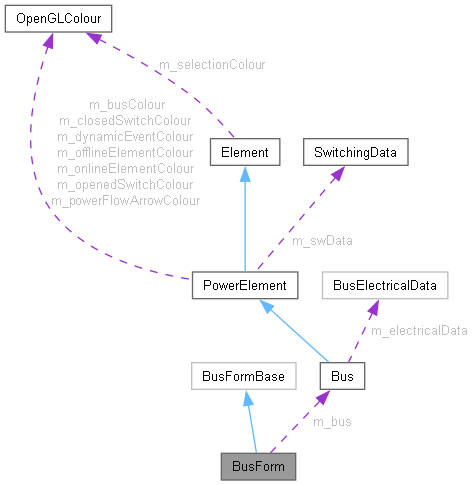 OpenGLColour
m_selectionColour
m_busColour
m_closedSwitchColour
m_dynamicEventColour
m_offlineElementColour
m_onlineElementColour
m_openedSwitchColour
m_powerFlowArrowColour
Element
SwitchingData
m_swData
PowerElement
BusElectricalData
m_electricalData
BusFormBase
Bus
m_bus
BusForm